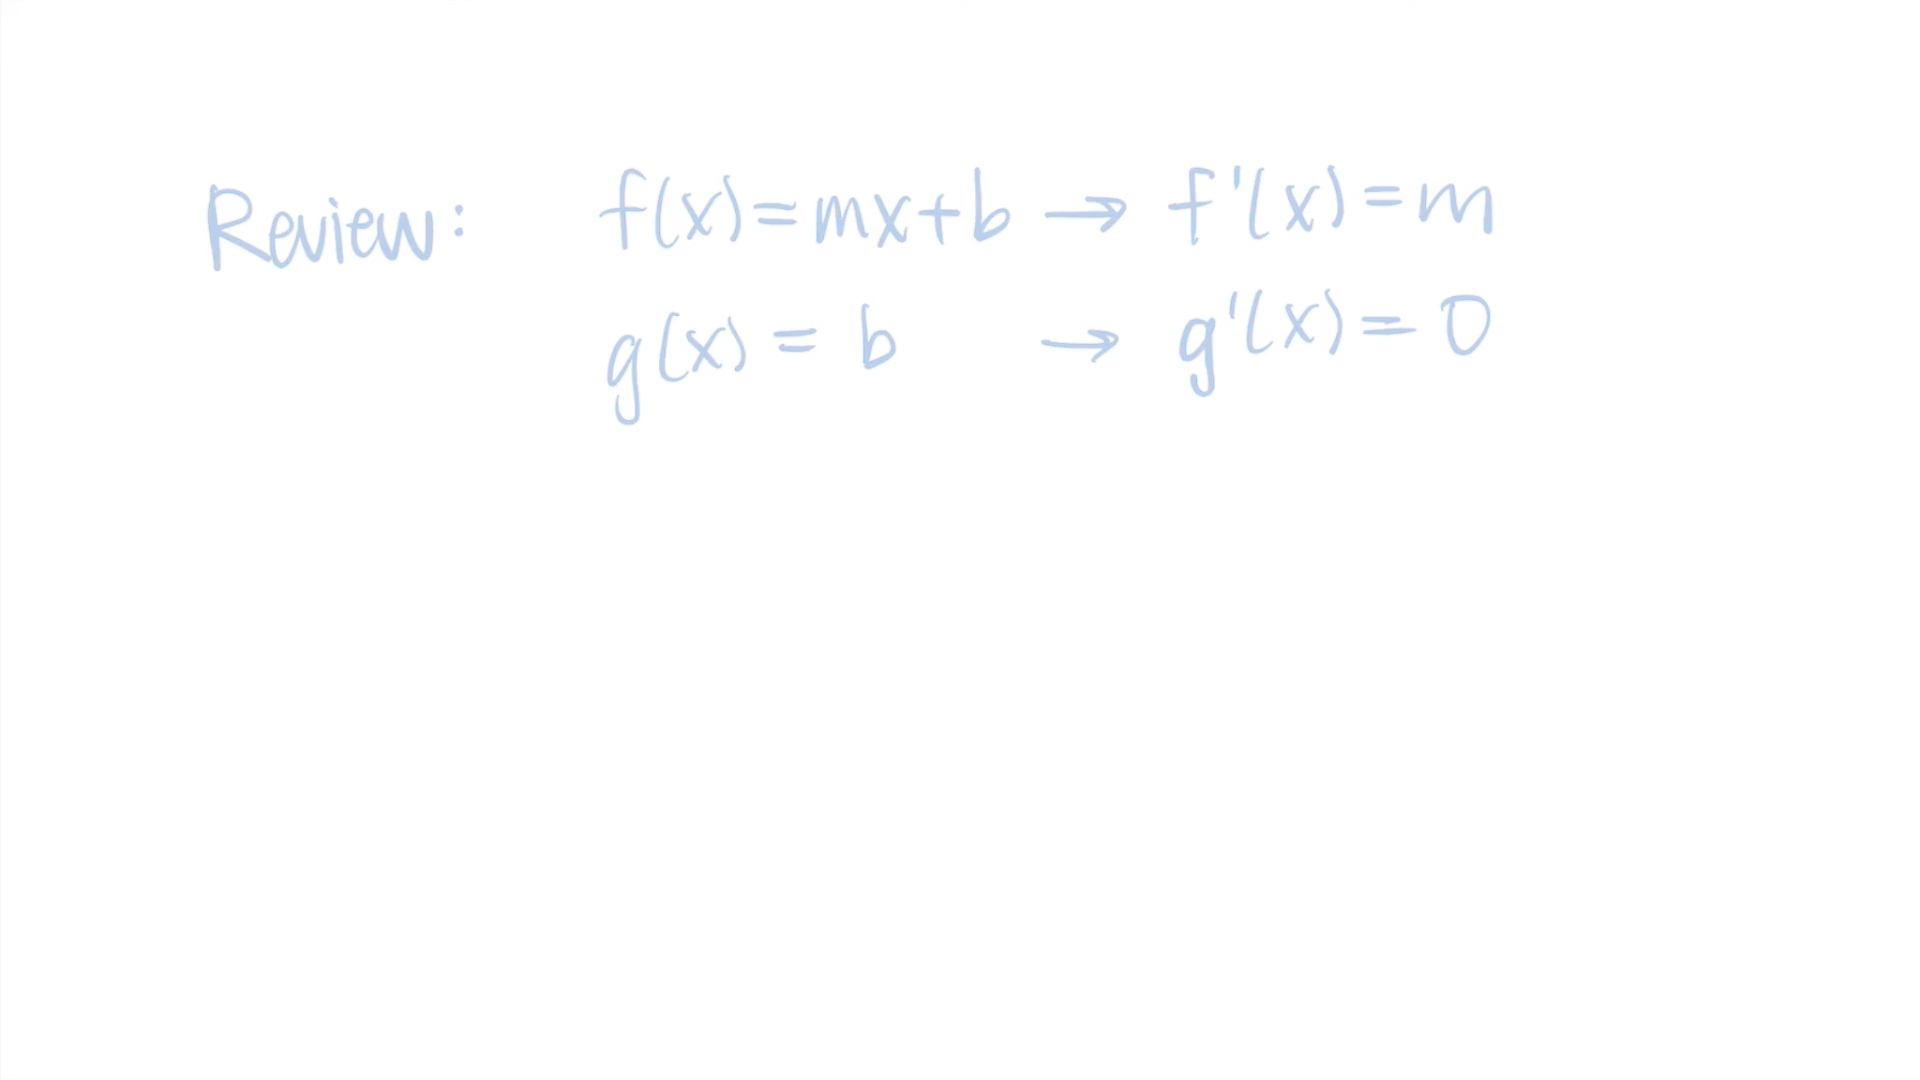 Review: f(x)=mx+b → f'(x)=m
g(x) = b → g'(x)= 0